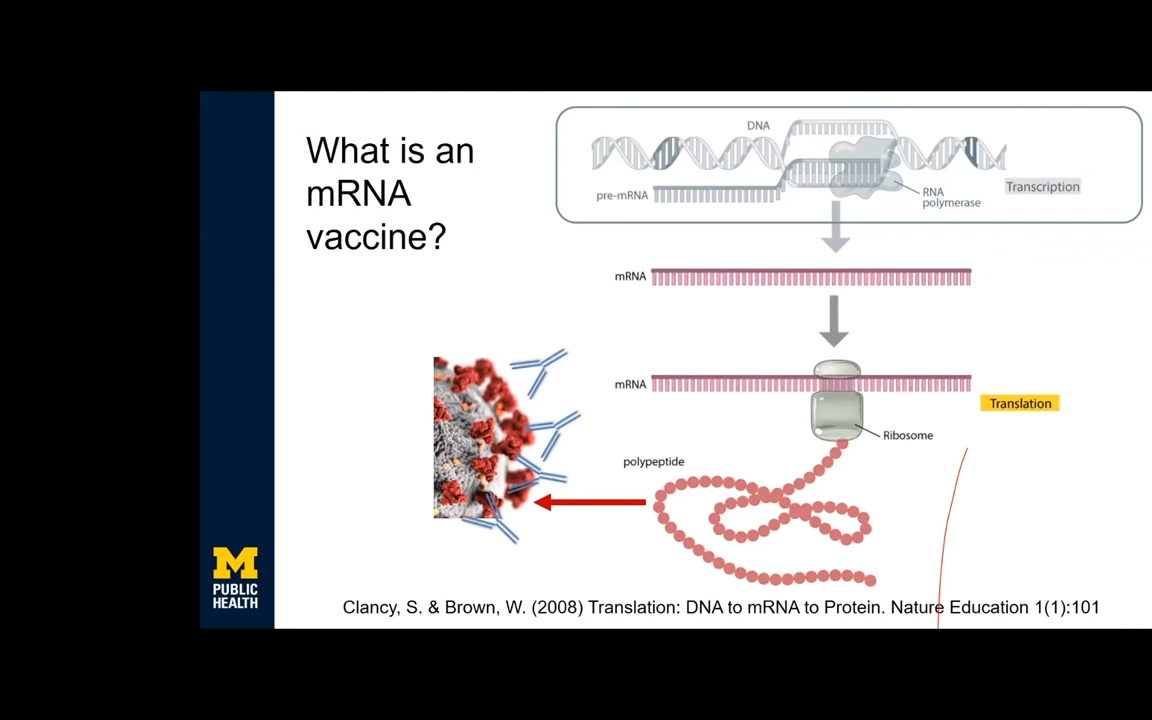 What is an
mRNA
vaccine?
DNA
pre-mRNA
RNA
polymerase
Transcription
mRNA
mRNA
Translation
Ribosome
polypeptide
M
PUBLIC
HEALTH
Clancy, S. & Brown, W. (2008) Translation: DNA to mRNA to Protein. Nature Education 1(1):101